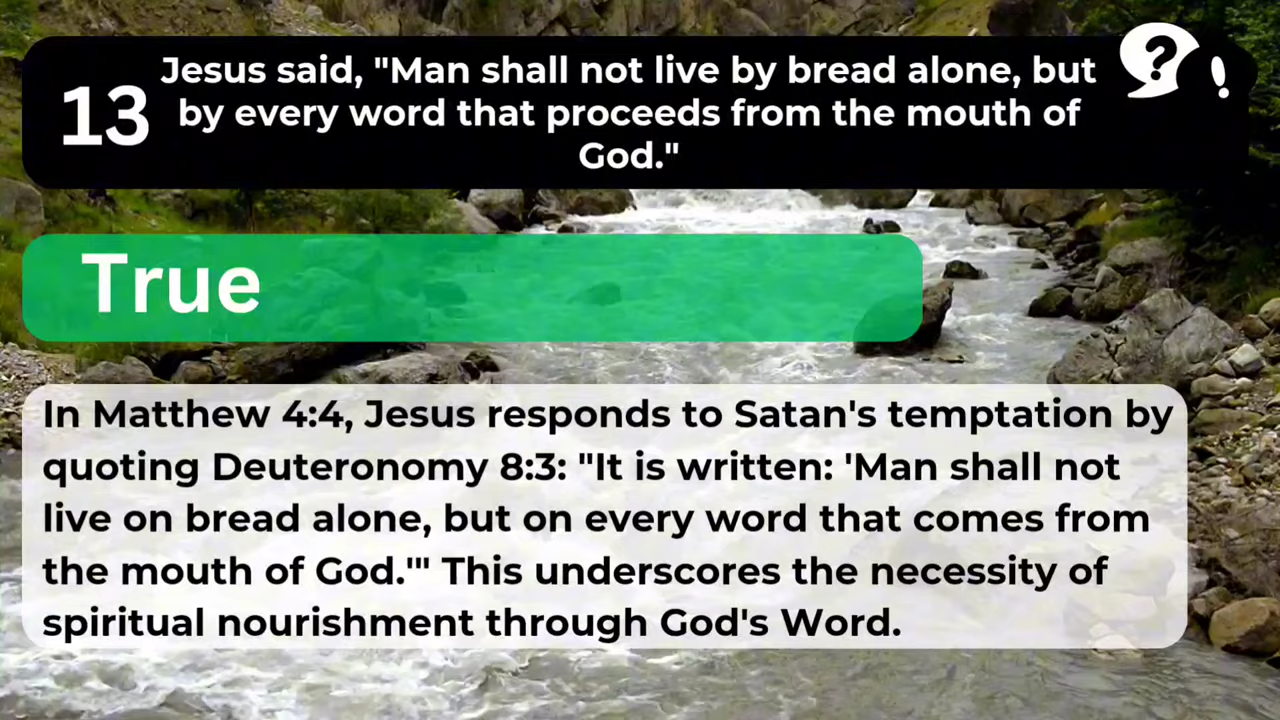 13
Jesus said, "Man shall not live by bread alone, but
by every word that proceeds from the mouth of
God."
?
!
True
In Matthew 4:4, Jesus responds to Satan's temptation by
quoting Deuteronomy 8:3: "It is written: 'Man shall not
live on bread alone, but on every word that comes from
the mouth of God.'" This underscores the necessity of
spiritual nourishment through God's Word.